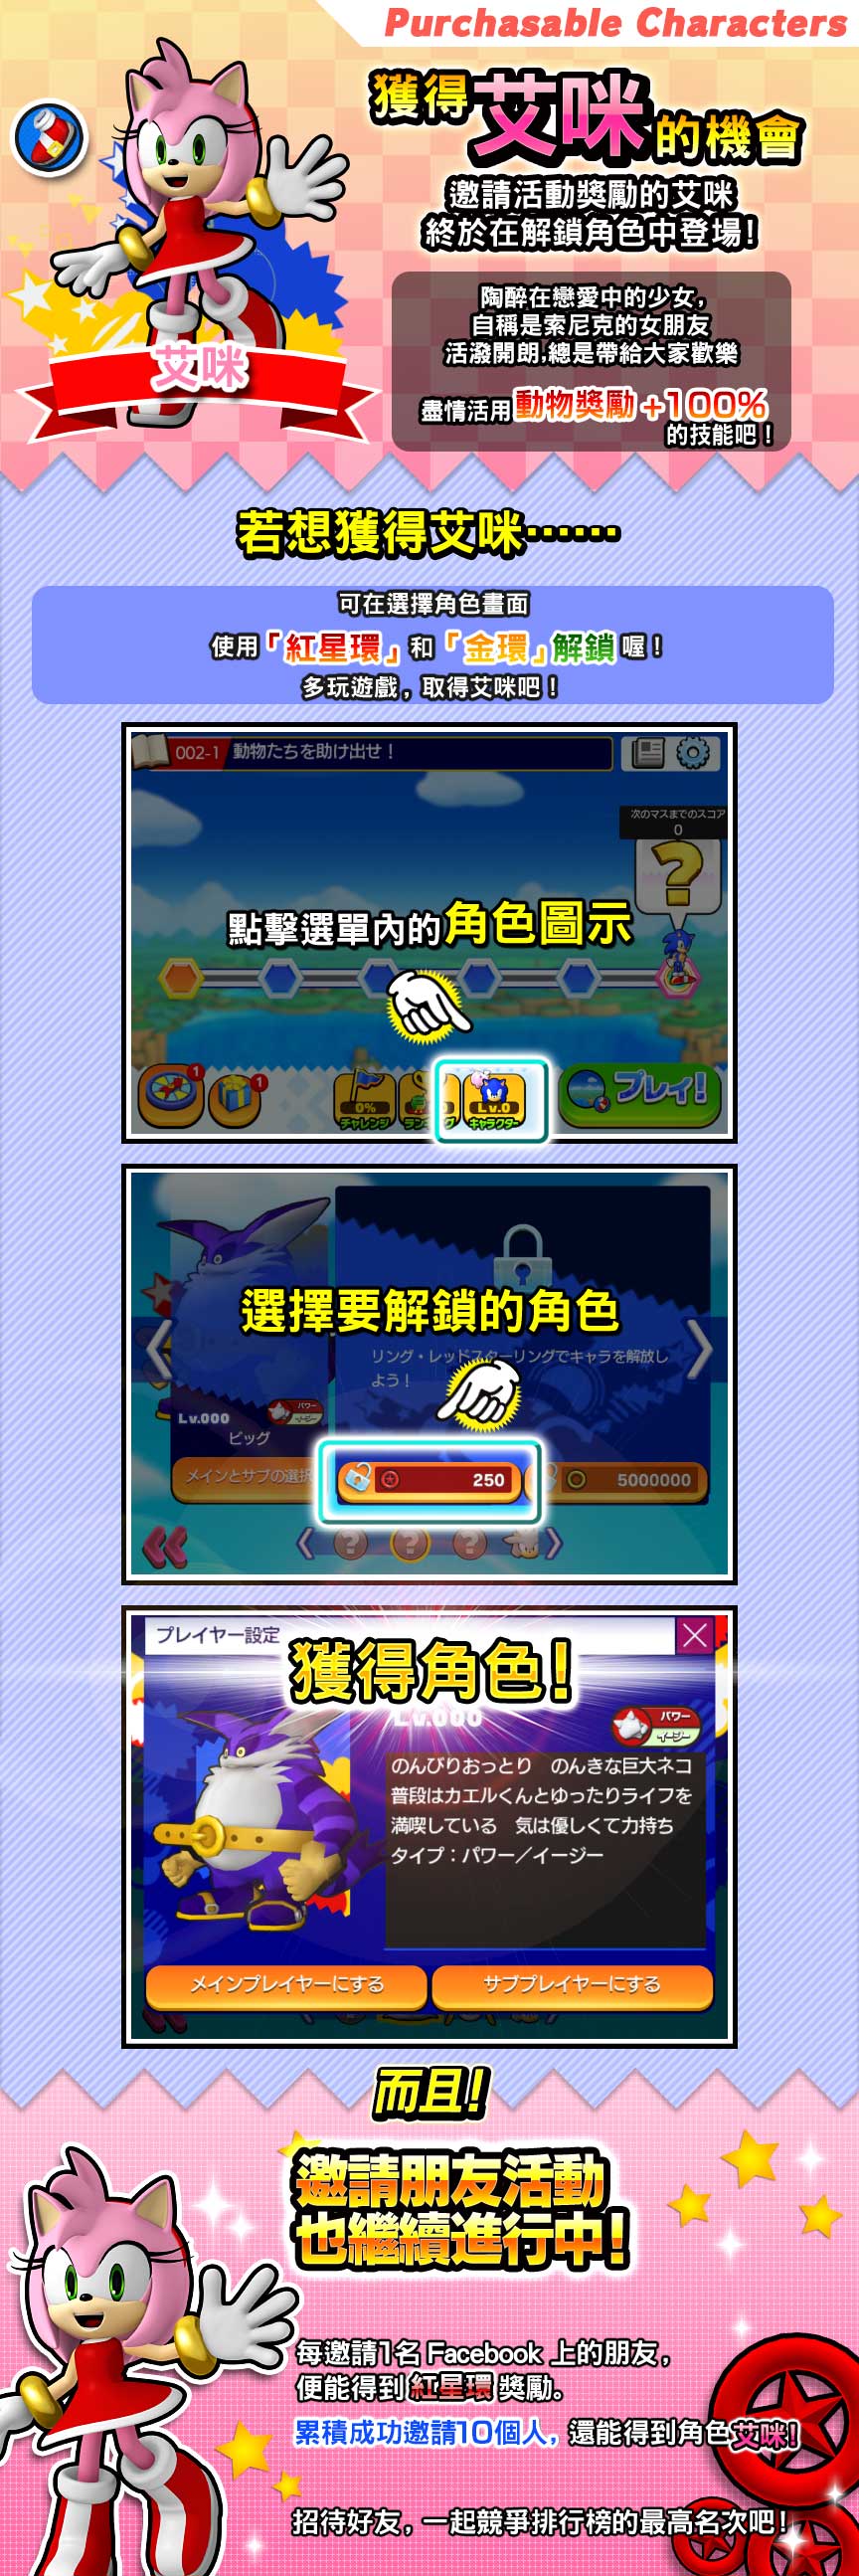 Purchasable Characters
獲得艾咪的機會
邀請活動獎勵的艾咪
終於在解鎖角色中登場!
陶醉在戀愛中的少女,
自稱是索尼克的女朋友
活潑開朗,總是帶給大家歡樂
盡情活用動物獎勵+100%
的技能吧!
艾咪
若想獲得艾咪……
可在選擇角色畫面
使用「紅星環」和「金環」解鎖喔!
多玩遊戲,取得艾咪吧!
002-1 動物たちを助け出せ!
次のマスまでのスコア
0
?
點擊選單內的角色圖示
1
1
0%
Lv.0
プレイ!
チャレンジ
キャラクター
選擇要解鎖的角色
リング・レッドスターリングでキャラを解放し
よう!
Lv.000
パワー
イージー
ビッグ
メインとサブの選択
250
5000000
? ? ?
プレイヤー設定
獲得角色!
Lv.000
パワー
イージー
のんびりおっとり のんきな巨大ネコ
普段はカエルくんとゆったりライフを
満喫している 気は優しくて力持ち
タイプ:パワー/イージー
メインプレイヤーにする
サブプレイヤーにする
而且!
邀請朋友活動
也繼續進行中!
每邀請1名 Facebook 上的朋友,
便能得到紅星環獎勵。
累積成功邀請10個人, 還能得到角色艾咪!
招待好友,一起競爭排行榜的最高名次吧!